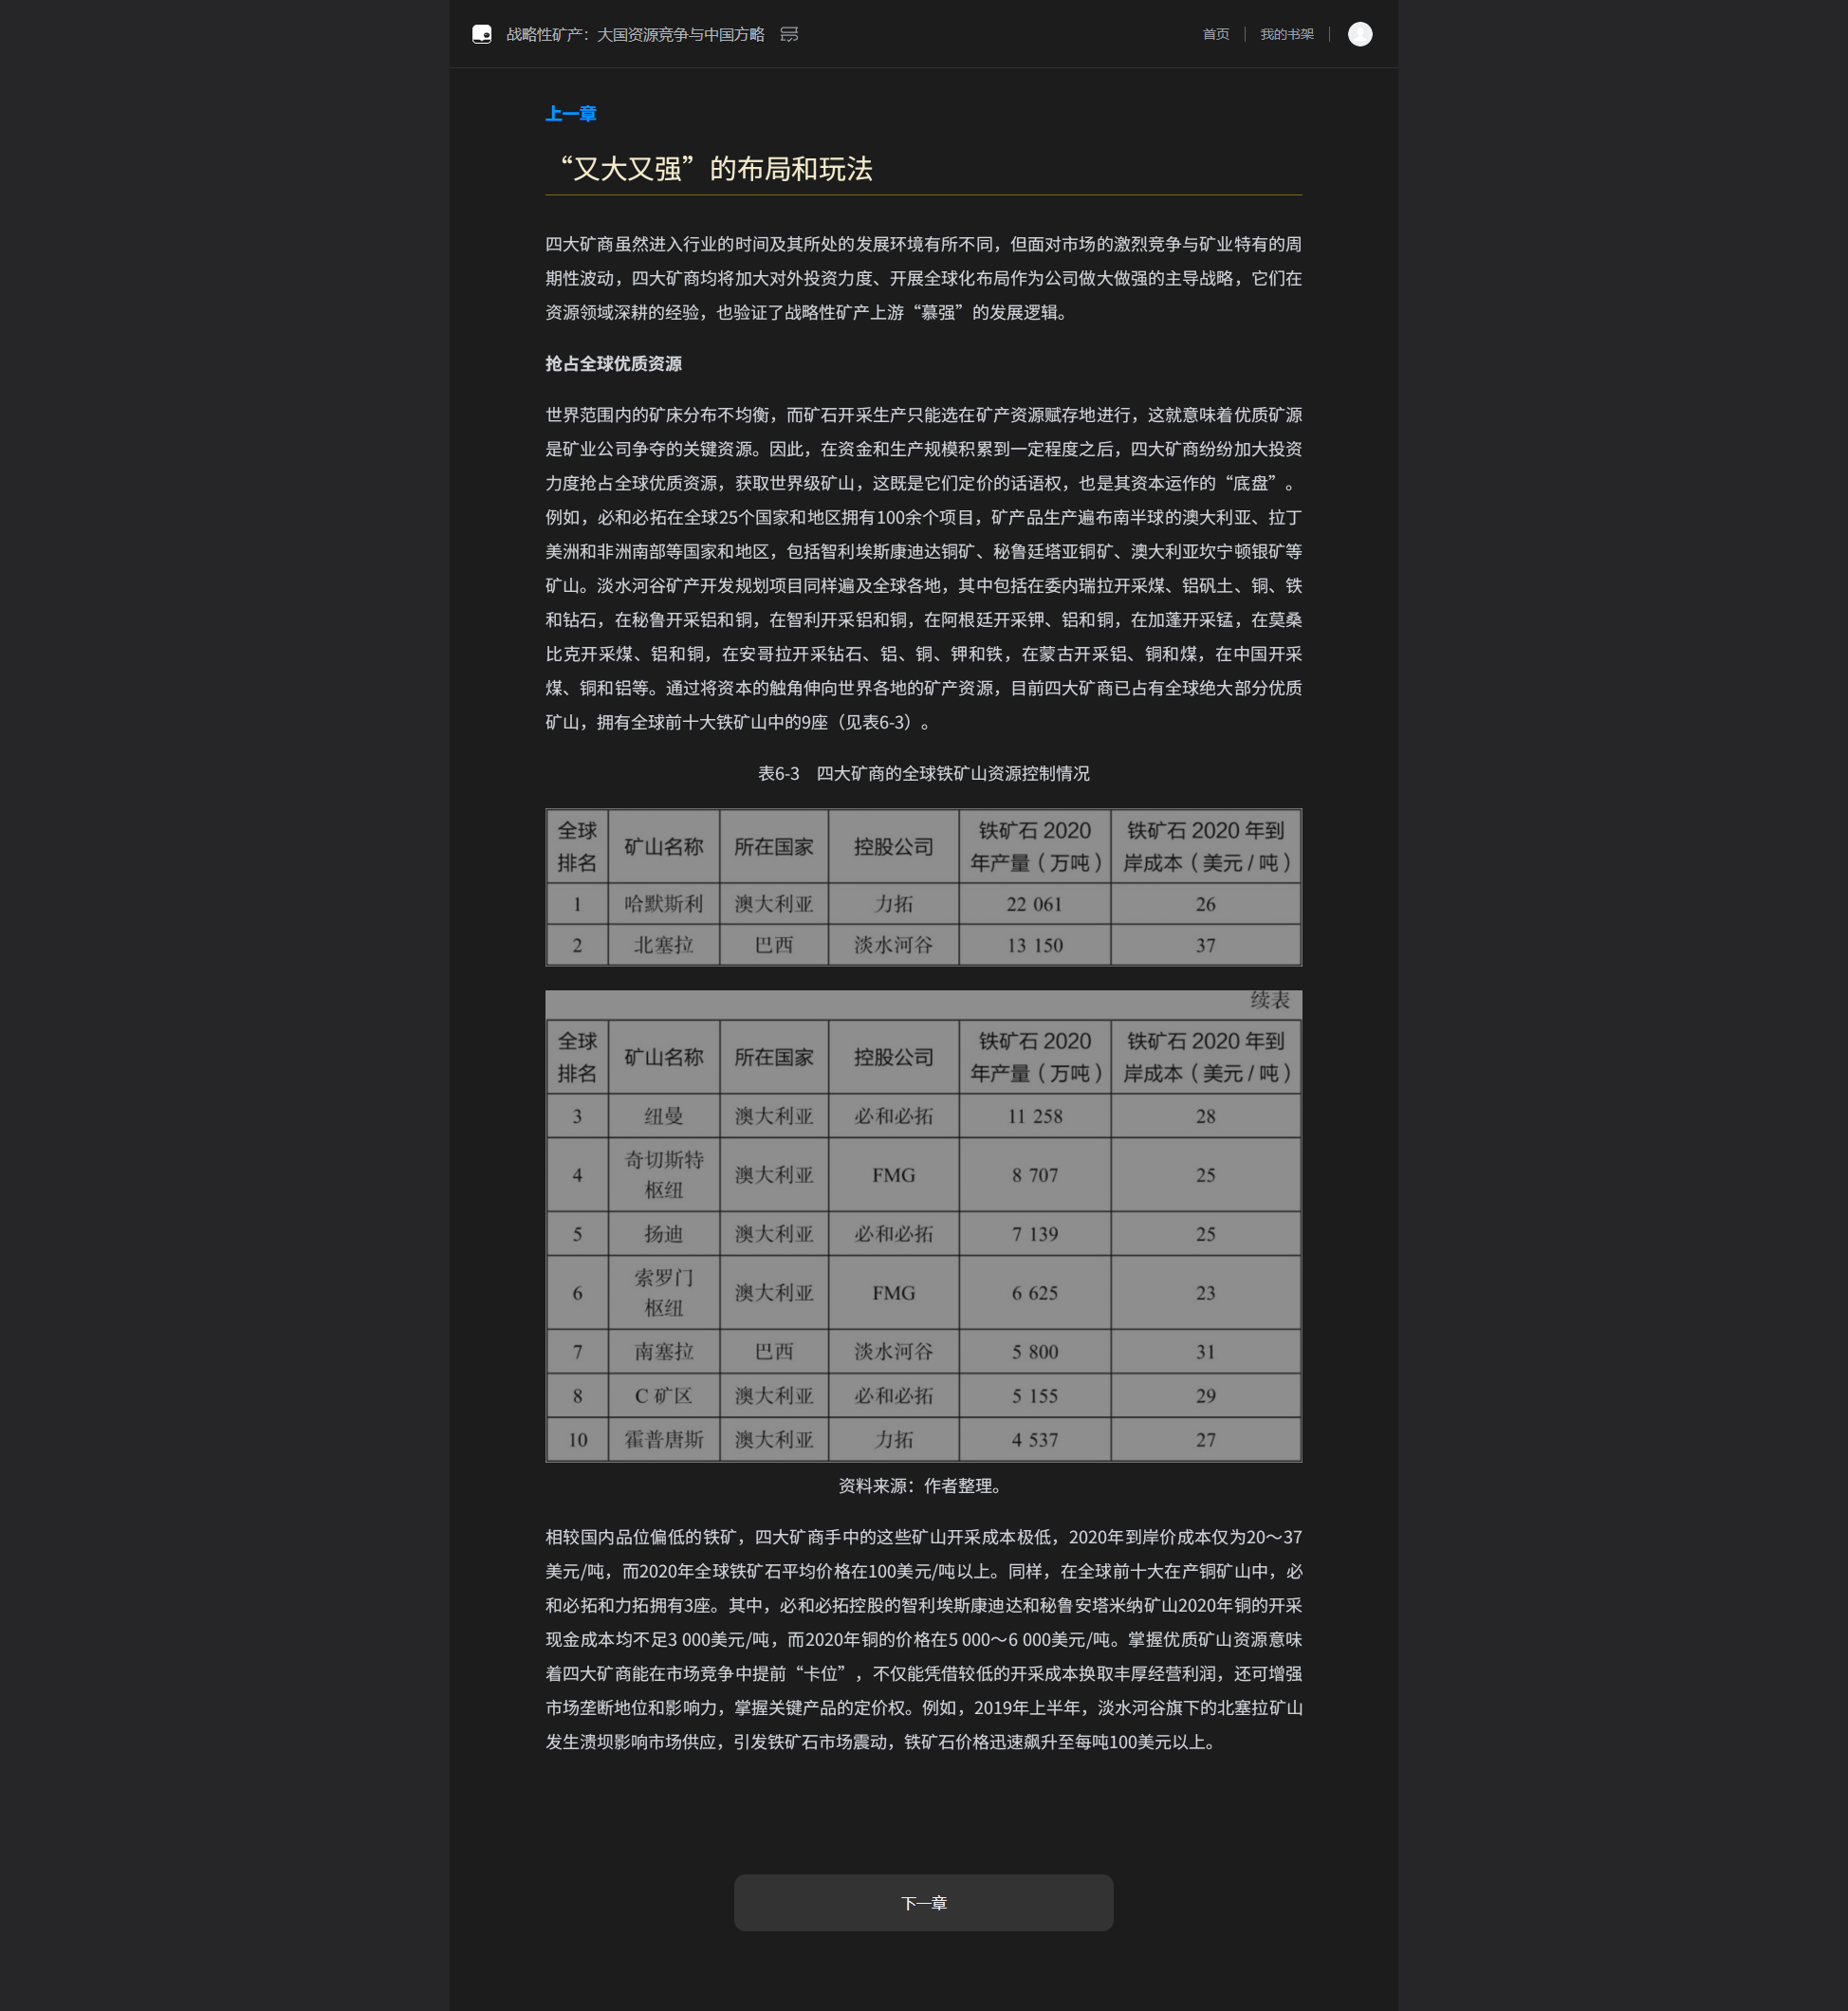 战略性矿产：大国资源竞争与中国方略
首页
我的书架
上一章
“又大又强”的布局和玩法
四大矿商虽然进入行业的时间及其所处的发展环境有所不同，但面对市场的激烈竞争与矿业特有的周
期性波动，四大矿商均将加大对外投资力度、开展全球化布局作为公司做大做强的主导战略，它们在
资源领域深耕的经验，也验证了战略性矿产上游“慕强”的发展逻辑。
抢占全球优质资源
世界范围内的矿床分布不均衡，而矿石开采生产只能选在矿产资源赋存地进行，这就意味着优质矿源
是矿业公司争夺的关键资源。因此，在资金和生产规模积累到一定程度之后，四大矿商纷纷加大投资
力度抢占全球优质资源，获取世界级矿山，这既是它们定价的话语权，也是其资本运作的“底盘”。
例如，必和必拓在全球25个国家和地区拥有100余个项目，矿产品生产遍布南半球的澳大利亚、拉丁
美洲和非洲南部等国家和地区，包括智利埃斯康迪达铜矿、秘鲁廷塔亚铜矿、澳大利亚坎宁顿银矿等
矿山。淡水河谷矿产开发规划项目同样遍及全球各地，其中包括在委内瑞拉开采煤、铝矾土、铜、铁
和钻石，在秘鲁开采铝和铜，在智利开采铝和铜，在阿根廷开采钾、铝和铜，在加蓬开采锰，在莫桑
比克开采煤、铝和铜，在安哥拉开采钻石、铝、铜、钾和铁，在蒙古开采铝、铜和煤，在中国开采
煤、铜和铝等。通过将资本的触角伸向世界各地的矿产资源，目前四大矿商已占有全球绝大部分优质
矿山，拥有全球前十大铁矿山中的9座（见表6-3）。
表6-3　四大矿商的全球铁矿山资源控制情况
全球排名 矿山名称 所在国家 控股公司 铁矿石 2020 年产量（万吨） 铁矿石 2020 年到岸成本（美元 / 吨）
1 哈默斯利 澳大利亚 力拓 22 061 26
2 北塞拉 巴西 淡水河谷 13 150 37
续表
全球排名 矿山名称 所在国家 控股公司 铁矿石 2020 年产量（万吨） 铁矿石 2020 年到岸成本（美元 / 吨）
3 纽曼 澳大利亚 必和必拓 11 258 28
4 奇切斯特枢纽 澳大利亚 FMG 8 707 25
5 扬迪 澳大利亚 必和必拓 7 139 25
6 索罗门枢纽 澳大利亚 FMG 6 625 23
7 南塞拉 巴西 淡水河谷 5 800 31
8 C 矿区 澳大利亚 必和必拓 5 155 29
10 霍普唐斯 澳大利亚 力拓 4 537 27
资料来源：作者整理。
相较国内品位偏低的铁矿，四大矿商手中的这些矿山开采成本极低，2020年到岸价成本仅为20～37
美元/吨，而2020年全球铁矿石平均价格在100美元/吨以上。同样，在全球前十大在产铜矿山中，必
和必拓和力拓拥有3座。其中，必和必拓控股的智利埃斯康迪达和秘鲁安塔米纳矿山2020年铜的开采
现金成本均不足3 000美元/吨，而2020年铜的价格在5 000～6 000美元/吨。掌握优质矿山资源意味
着四大矿商能在市场竞争中提前“卡位”，不仅能凭借较低的开采成本换取丰厚经营利润，还可增强
市场垄断地位和影响力，掌握关键产品的定价权。例如，2019年上半年，淡水河谷旗下的北塞拉矿山
发生溃坝影响市场供应，引发铁矿石市场震动，铁矿石价格迅速飙升至每吨100美元以上。
下一章